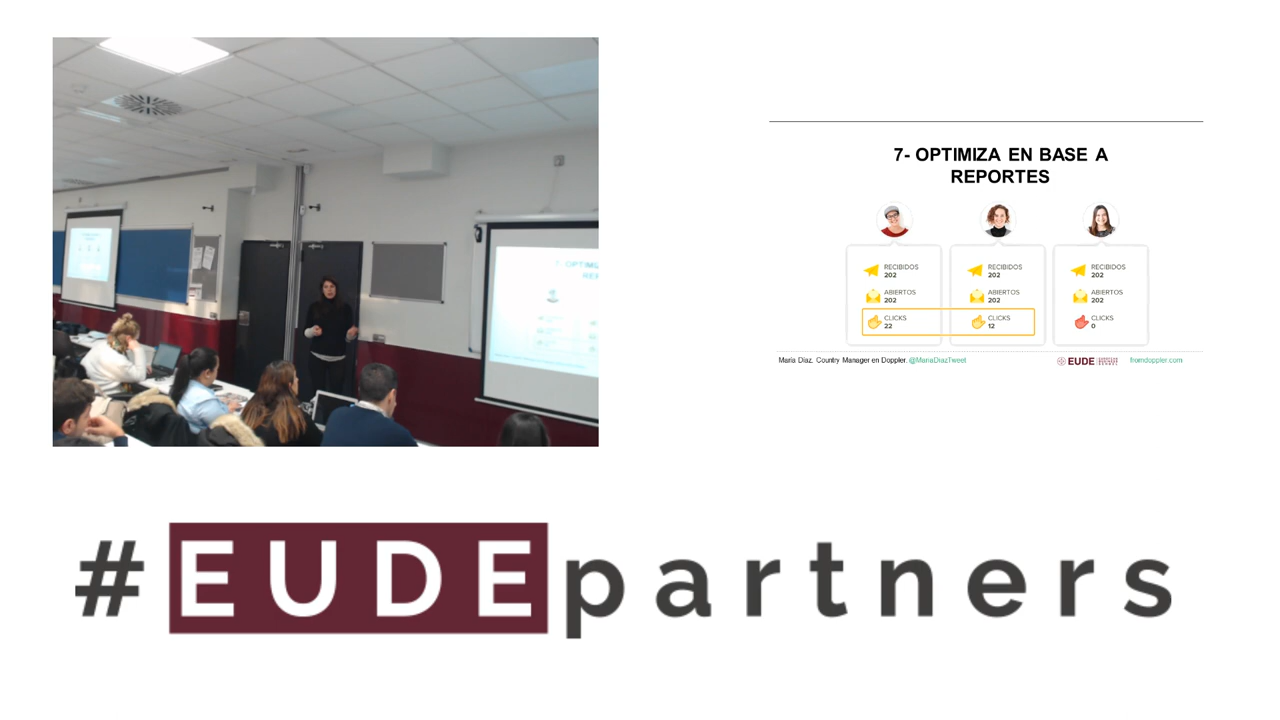 7- OPTIMIZA EN BASE A
REPORTES
RECIBIDOS
202
ABIERTOS
202
CLICKS
22
RECIBIDOS
202
ABIERTOS
202
CLICKS
12
RECIBIDOS
202
ABIERTOS
202
CLICKS
0
María Díaz. Country Manager en Doppler. @MariaDiazTweet
EUDE
fromdoppler.com
#EUDEpartners